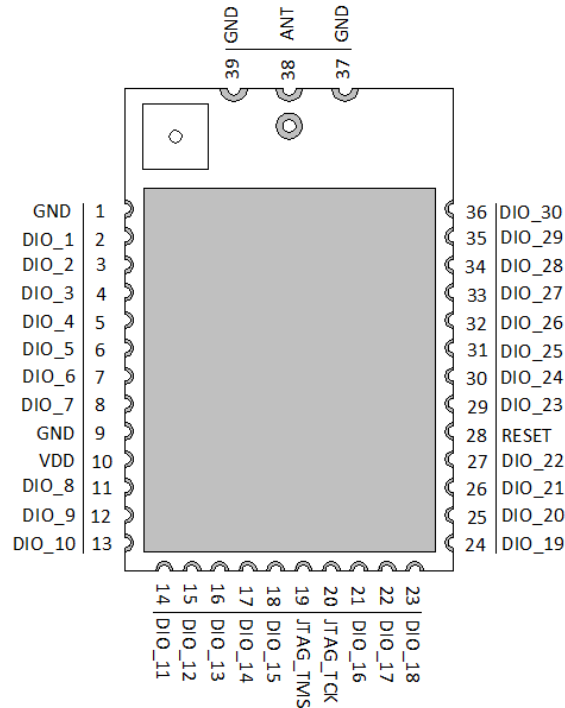 GND ANT GND
39 38 37
GND 1
DIO_1 2
DIO_2 3
DIO_3 4
DIO_4 5
DIO_5 6
DIO_6 7
DIO_7 8
GND 9
VDD 10
DIO_8 11
DIO_9 12
DIO_10 13
36 DIO_30
35 DIO_29
34 DIO_28
33 DIO_27
32 DIO_26
31 DIO_25
30 DIO_24
29 DIO_23
28 RESET
27 DIO_22
26 DIO_21
25 DIO_20
24 DIO_19
14 DIO_11
15 DIO_12
16 DIO_13
17 DIO_14
18 DIO_15
19 JTAG_TMS
20 JTAG_TCK
21 DIO_16
22 DIO_17
23 DIO_18